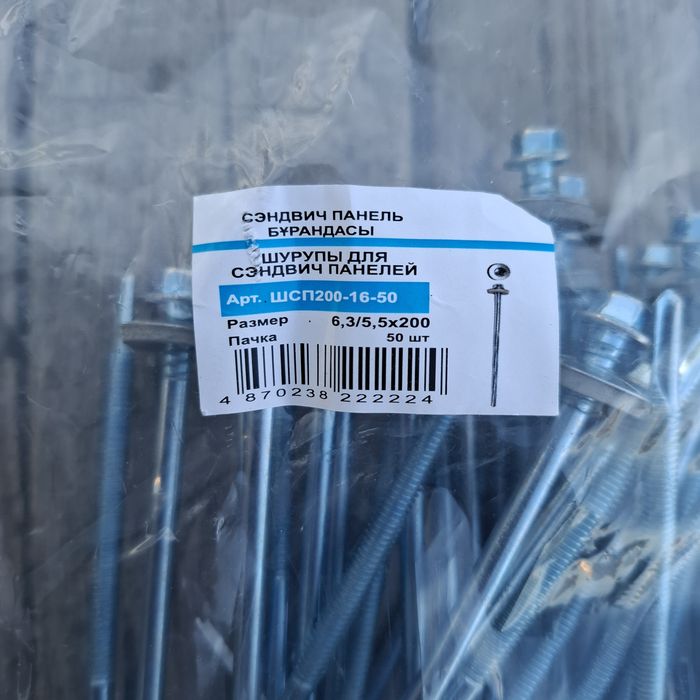 СЭНДВИЧ ПАНЕЛЬ
БҰРАНДАСЫ
ШУРУПЫ ДЛЯ
СЭНДВИЧ ПАНЕЛЕЙ
Арт. ШСП200-16-50
Размер 6,3/5,5х200
Пачка 50 шт
4 870238 222224